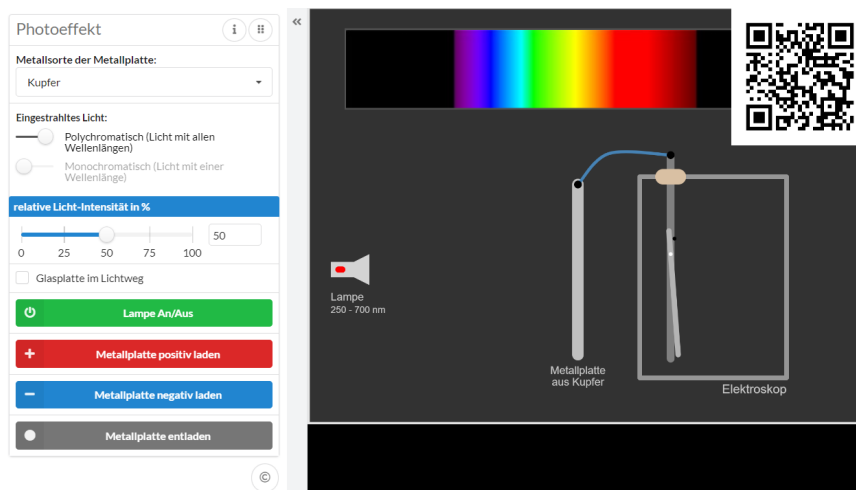 Photoeffekt
Metallsorte der Metallplatte:
Kupfer
Eingestrahltes Licht:
Polychromatisch (Licht mit allen
Wellenlängen)
Monochromatisch (Licht mit einer
Wellenlänge)
relative Licht-Intensität in %
50
0 25 50 75 100
Glasplatte im Lichtweg
Lampe An/Aus
Metallplatte positiv laden
Metallplatte negativ laden
Metallplatte entladen
©
«
Lampe
250 - 700 nm
Metallplatte
aus Kupfer
Elektroskop